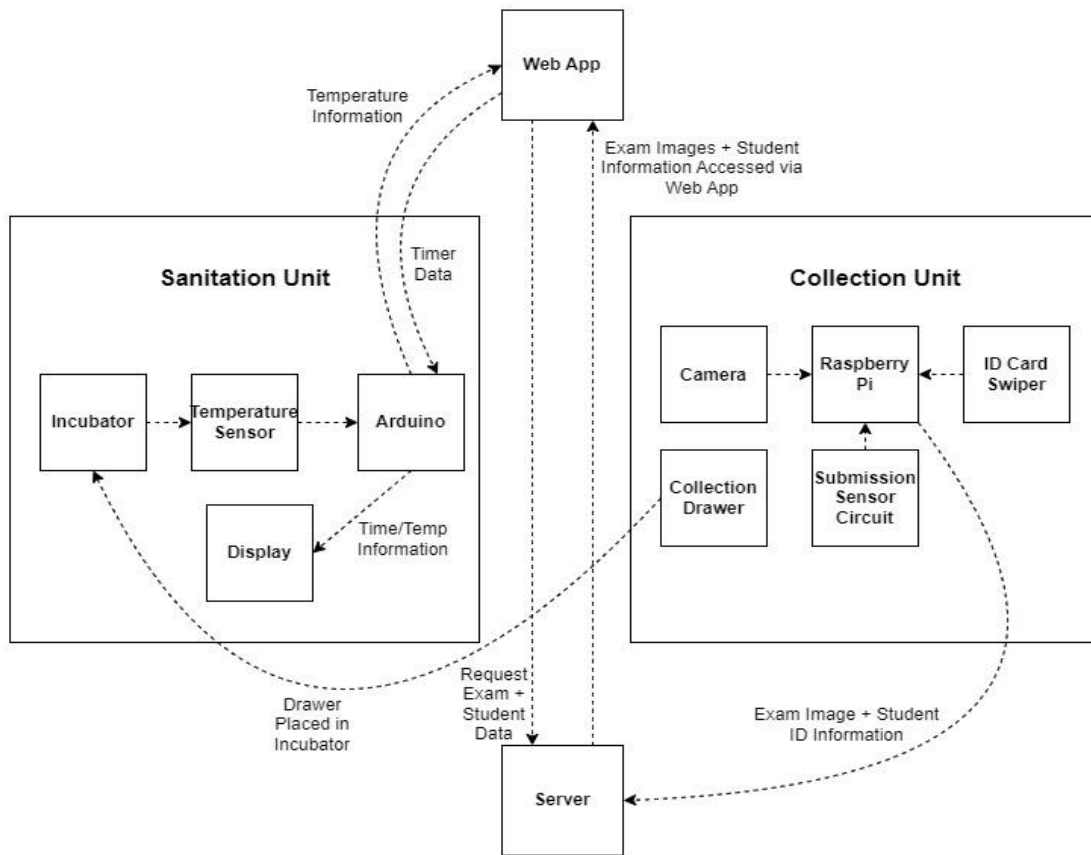 Web App
Temperature
Information
Exam Images + Student
Information Accessed via
Web App
Timer
Data
Sanitation Unit
Incubator
Temperature
Sensor
Arduino
Display
Time/Temp
Information
Collection Unit
Camera
Raspberry
Pi
ID Card
Swiper
Collection
Drawer
Submission
Sensor
Circuit
Drawer
Placed in
Incubator
Request
Exam +
Student
Data
Exam Image + Student
ID Information
Server